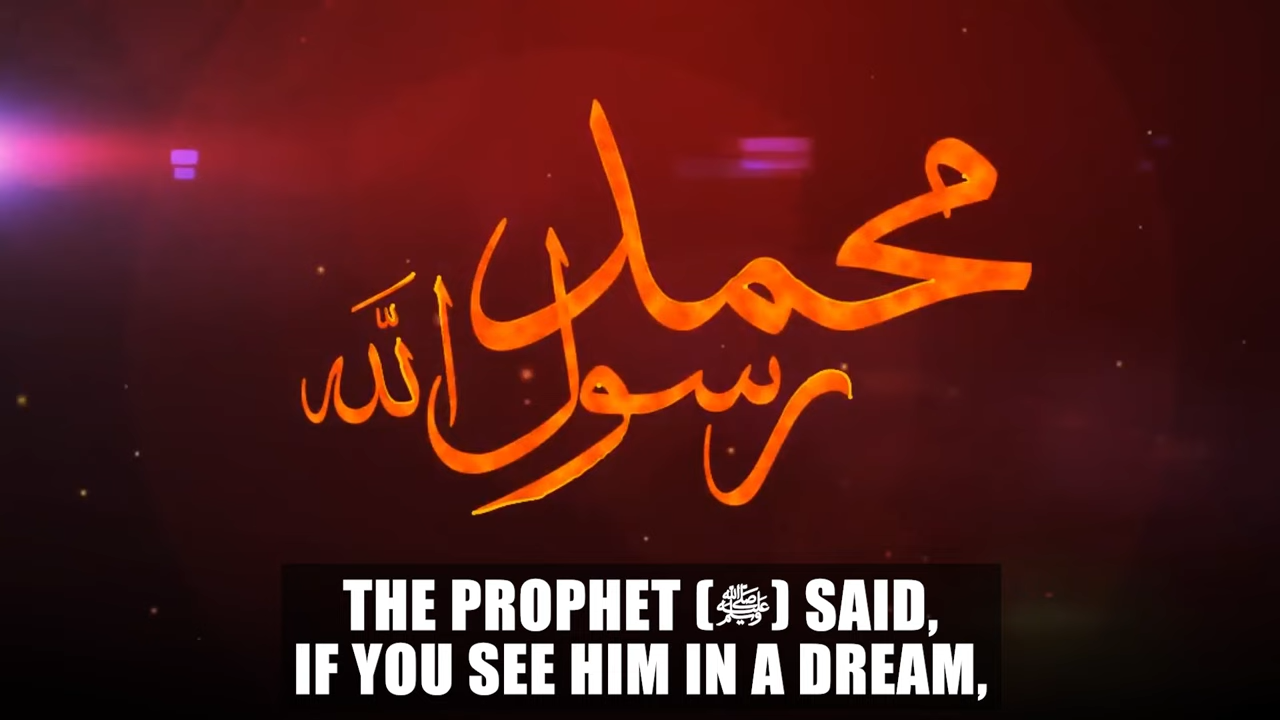 محمد
رسول الله
THE PROPHET (ﷺ) SAID,
IF YOU SEE HIM IN A DREAM,